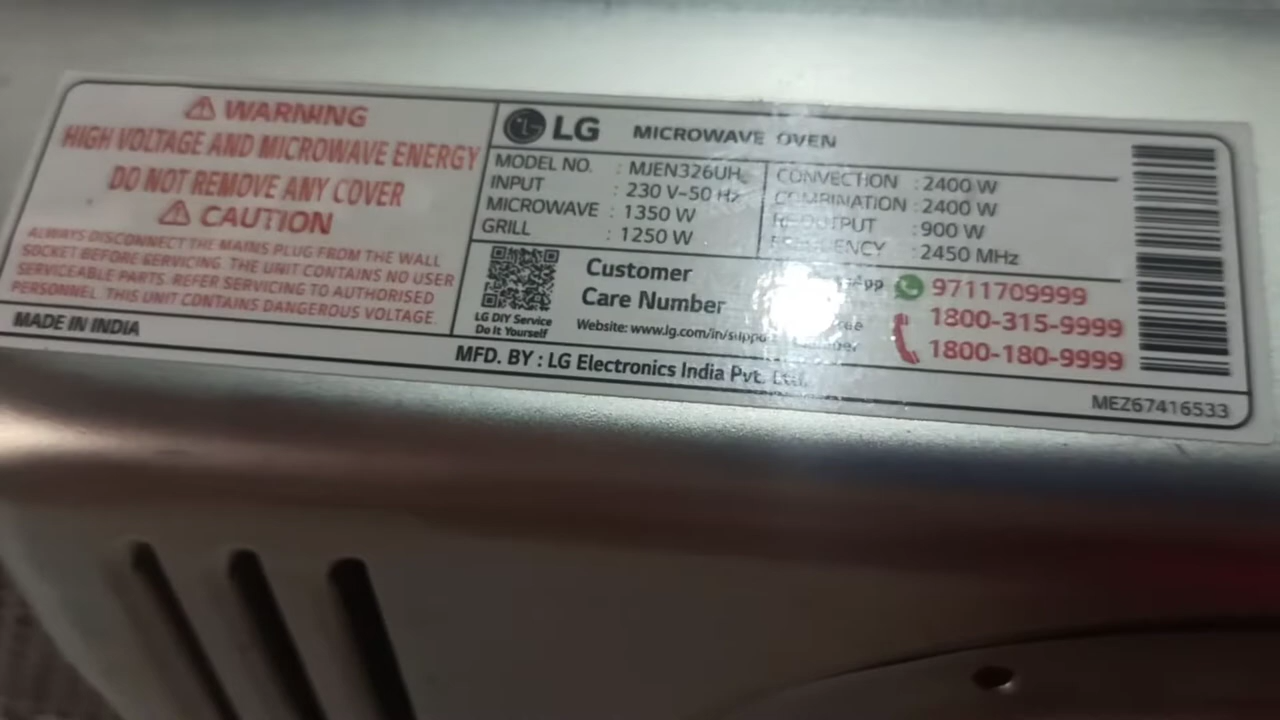 WARNING
HIGH VOLTAGE AND MICROWAVE ENERGY
DO NOT REMOVE ANY COVER
CAUTION
ALWAYS DISCONNECT THE MAINS PLUG FROM THE WALL
SOCKET BEFORE SERVICING. THE UNIT CONTAINS NO USER
SERVICEABLE PARTS. REFER SERVICING TO AUTHORISED
PERSONNEL. THIS UNIT CONTAINS DANGEROUS VOLTAGE.
LG MICROWAVE OVEN
MODEL NO. : MJEN326UH
INPUT : 230 V~50 Hz
MICROWAVE : 1350 W
GRILL : 1250 W
CONVECTION : 2400 W
COMBINATION : 2400 W
OUTPUT : 900 W
: 2450 MHz
LG DIY Service
Do It Yourself
Customer
Care Number
Website: www.lg.com/in/suppo
9711709999
1800-315-9999
1800-180-9999
MADE IN INDIA
MFD. BY : LG Electronics India Pvt. Ltd.
MEZ67416533